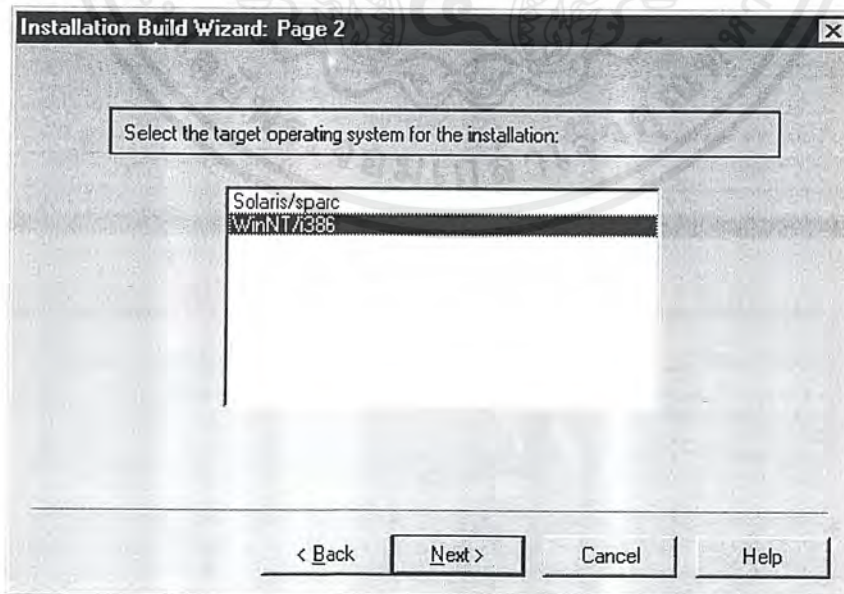 Installation Build Wizard: Page 2
Select the target operating system for the installation:
Solaris/sparc
WinNT/i386
< Back
Next >
Cancel
Help